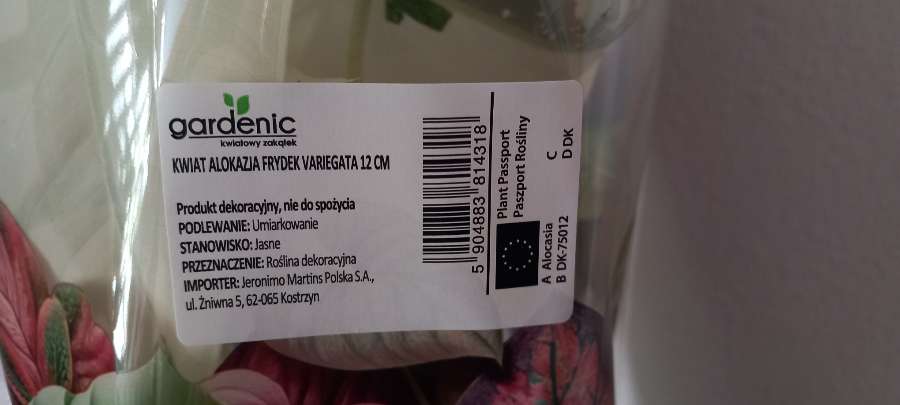 gardenic
kwiatowy zakątek
KWIAT ALOKAZJA FRYDEK VARIEGATA 12 CM
Produkt dekoracyjny, nie do spożycia
PODLEWANIE: Umiarkowanie
STANOWISKO: Jasne
PRZEZNACZENIE: Roślina dekoracyjna
IMPORTER: Jeronimo Martins Polska S.A.,
ul. Żniwna 5, 62-065 Kostrzyn
5 904883 814318
Plant Passport
Paszport Rośliny
A Alocasia C
B DK-75012 D DK